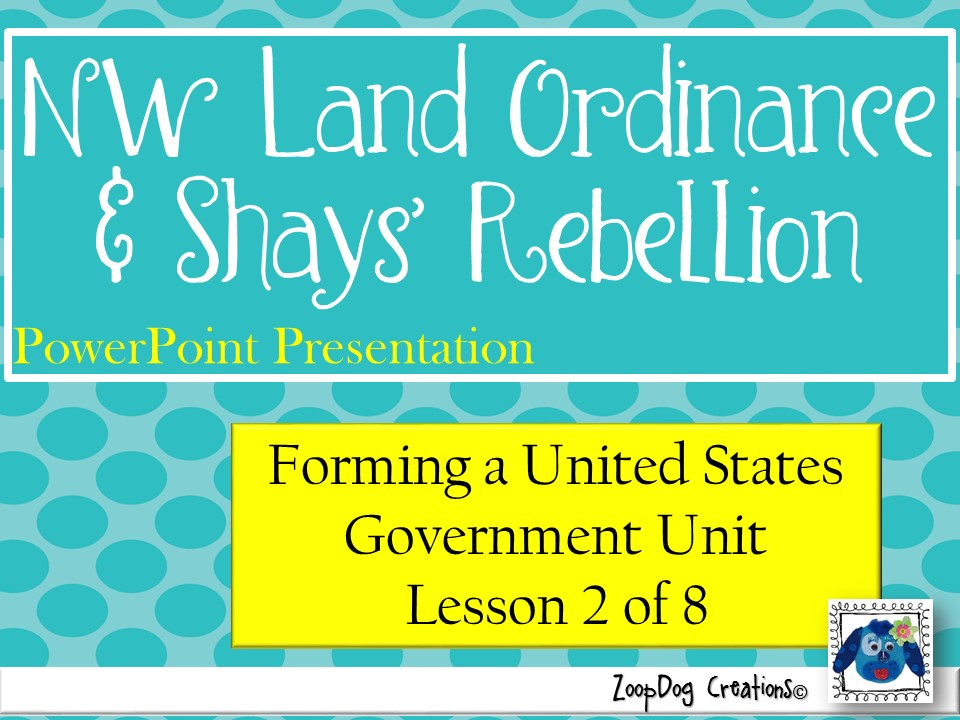 NW Land Ordinance
& Shays' Rebellion
PowerPoint Presentation
Forming a United States
Government Unit
Lesson 2 of 8
ZoopDog Creations©